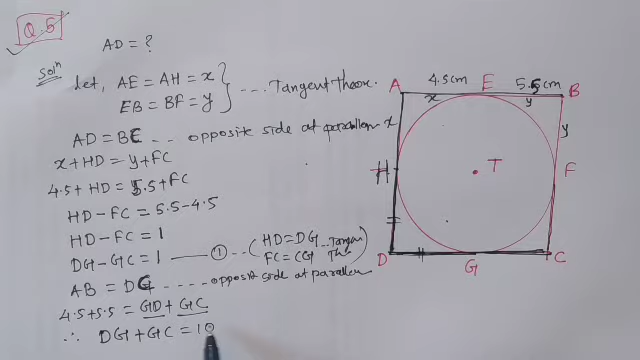 Q.5
AD = ?
Soln
Let, AE = AH = x
EB = BF = y } ---- Tangent theor.
AD = BC -- opposite side at parallem
x + HD = y + FC
4.5 + HD = 5.5 + FC
HD - FC = 5.5 - 4.5
HD - FC = 1
DG - GC = 1 —— ① --- ( HD = DG -- Tangen
FC = CG The )
AB = DC ----- opposite side at parallem
4.5 + 5.5 = GD + GC
∴ DG + GC = 10
A 4.5cm E 5.5cm B
x y
x y
H T F
D G C